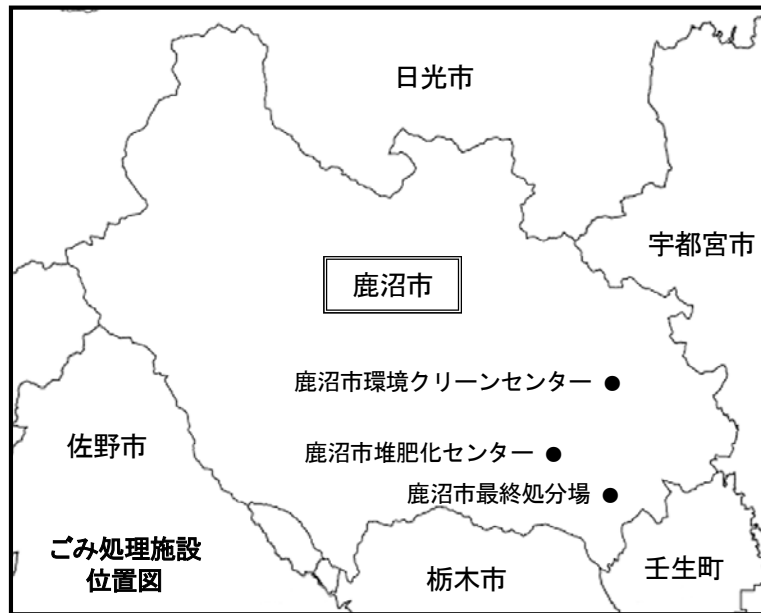 日光市
宇都宮市
鹿沼市
鹿沼市環境クリーンセンター
佐野市
鹿沼市堆肥化センター
鹿沼市最終処分場
ごみ処理施設
位置図
栃木市
壬生町